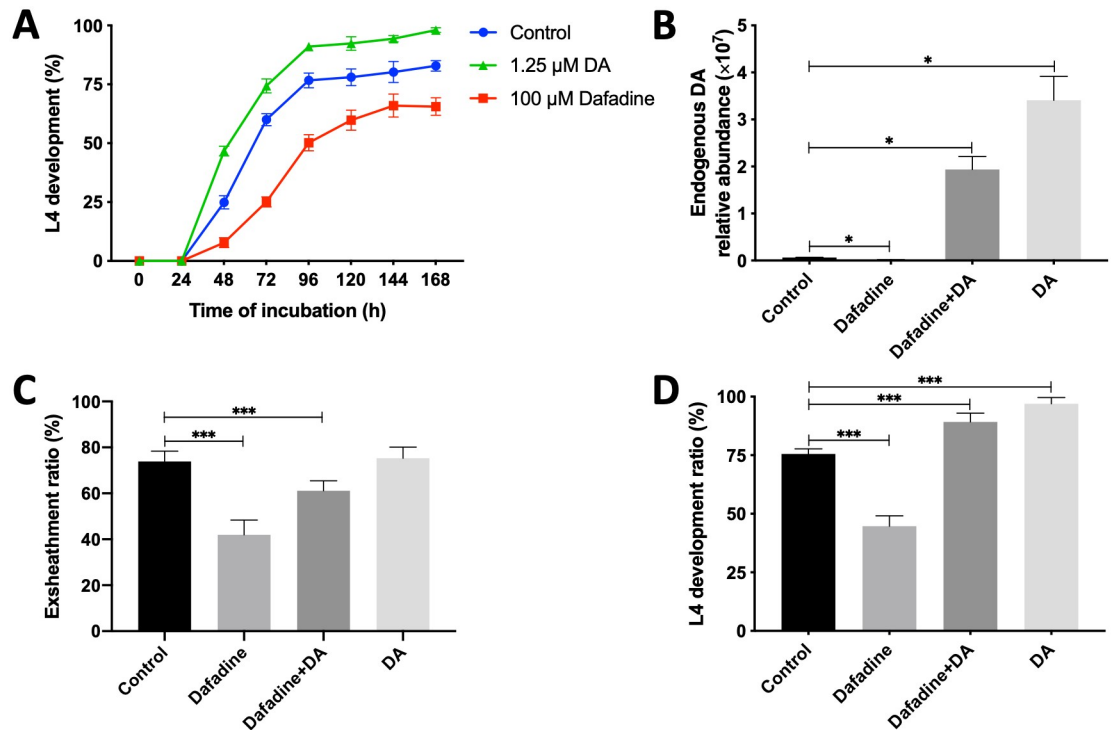 A
L4 development (%)
100
75
50
25
0
0 24 48 72 96 120 144 168
Time of incubation (h)
Control
1.25 µM DA
100 µM Dafadine
B
Endogenous DA
relative abundance (×10⁷)
5
4
3
2
1
0
*
*
*
Control
Dafadine
Dafadine+DA
DA
C
Exsheathment ratio (%)
100
80
60
40
20
0
***
***
Control
Dafadine
Dafadine+DA
DA
D
L4 development ratio (%)
100
75
50
25
0
***
***
***
Control
Dafadine
Dafadine+DA
DA